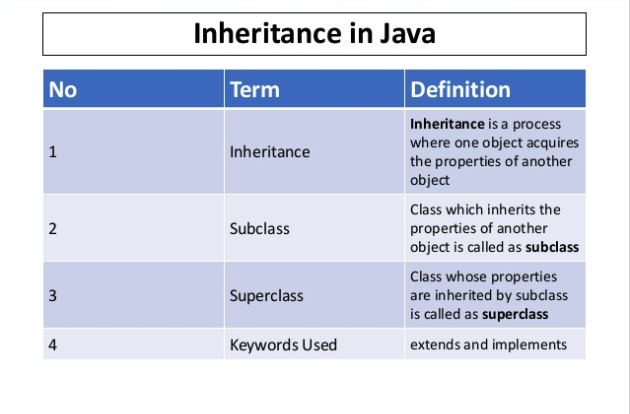 Inheritance in Java
No Term Definition
Inheritance is a process
where one object acquires
1 Inheritance the properties of another
object
Class which inherits the
2 Subclass properties of another
object is called as subclass
Class whose properties
3 Superclass are inherited by subclass
is called as superclass
4 Keywords Used extends and implements